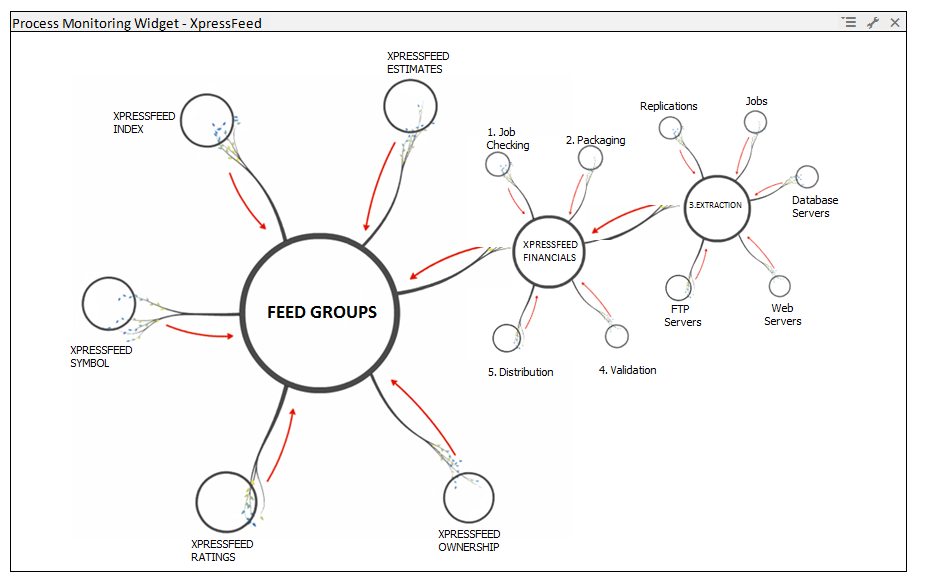 Process Monitoring Widget - XpressFeed
XPRESSFEED
ESTIMATES
XPRESSFEED
INDEX
Replications
Jobs
1. Job
Checking
2. Packaging
Database
Servers
3.EXTRACTION
XPRESSFEED
FINANCIALS
FEED GROUPS
FTP
Servers
Web
Servers
XPRESSFEED
SYMBOL
5. Distribution
4. Validation
XPRESSFEED
RATINGS
XPRESSFEED
OWNERSHIP